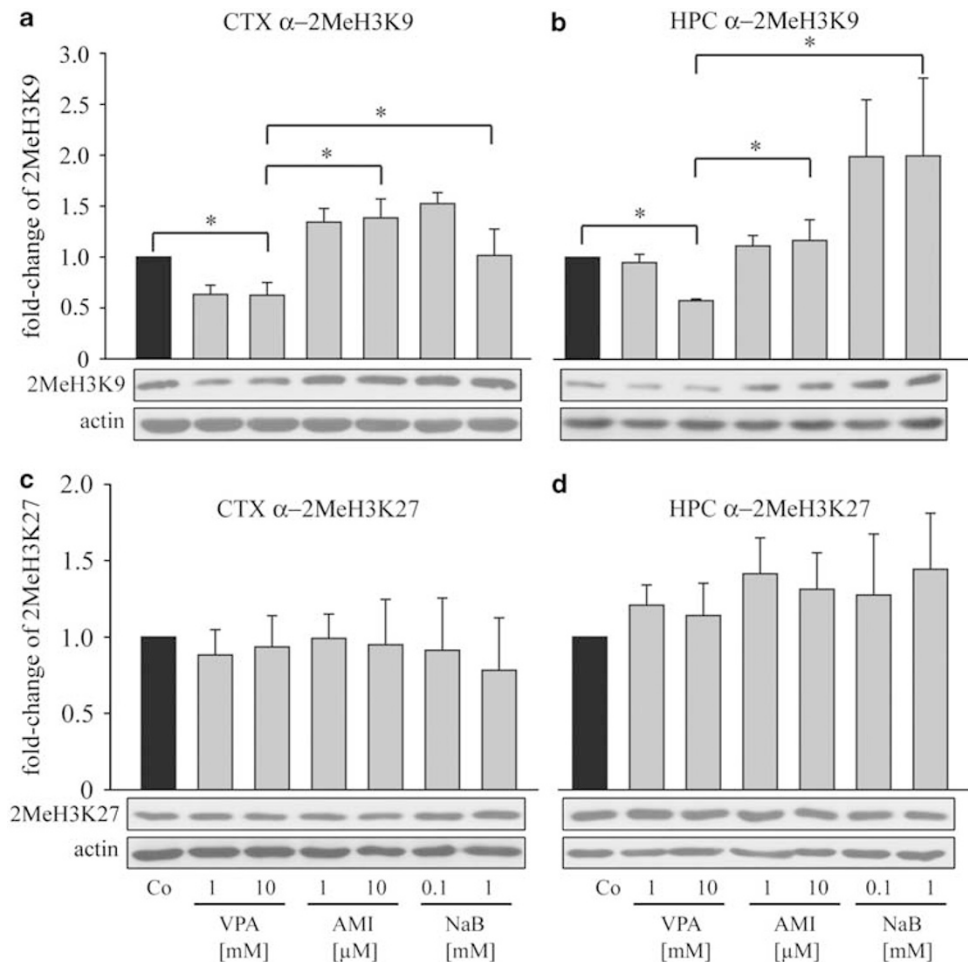 a
CTX α–2MeH3K9
fold-change of 2MeH3K9
3.0
2.5
2.0
1.5
1.0
0.5
0
*
*
*
2MeH3K9
actin
b
HPC α–2MeH3K9
*
*
*
c
CTX α–2MeH3K27
fold-change of 2MeH3K27
2.0
1.5
1.0
0.5
0
2MeH3K27
actin
d
HPC α–2MeH3K27
Co 1 10 1 10 0.1 1
VPA AMI NaB
[mM] [µM] [mM]
Co 1 10 1 10 0.1 1
VPA AMI NaB
[mM] [µM] [mM]